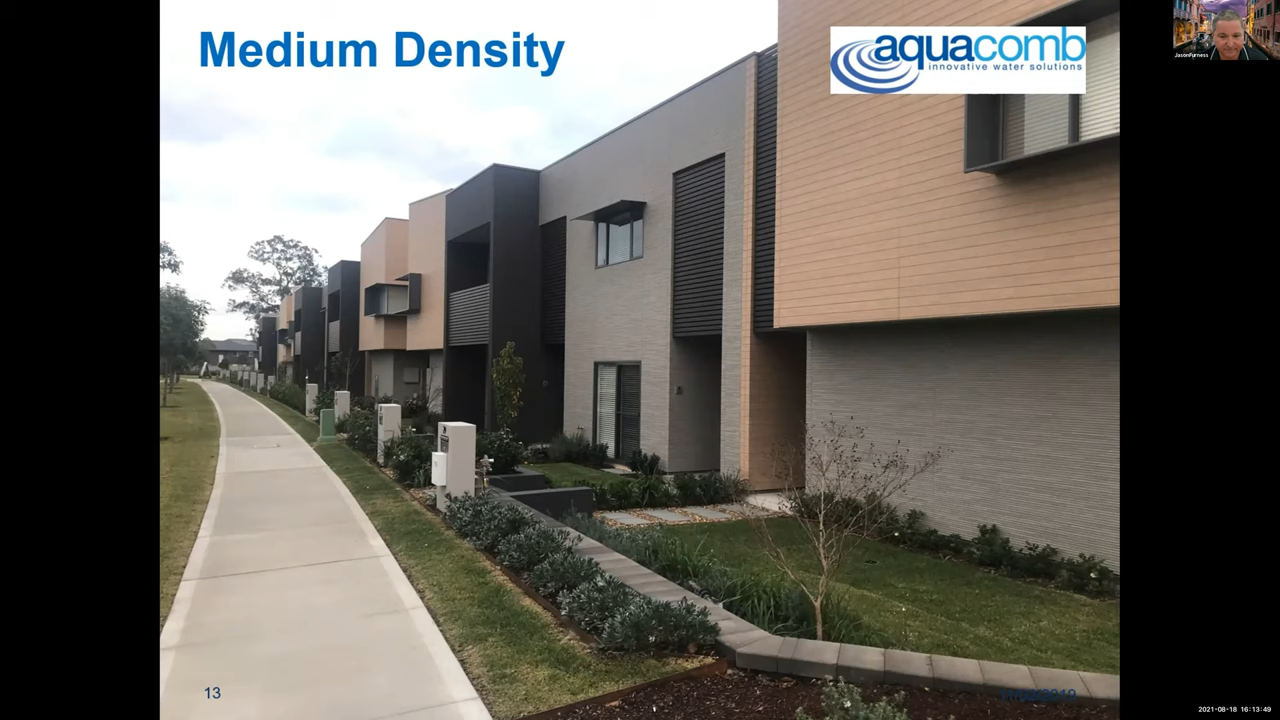 Medium Density
aquacomb
innovative water solutions
JasonFurness
13
2021-08-18 16:13:49